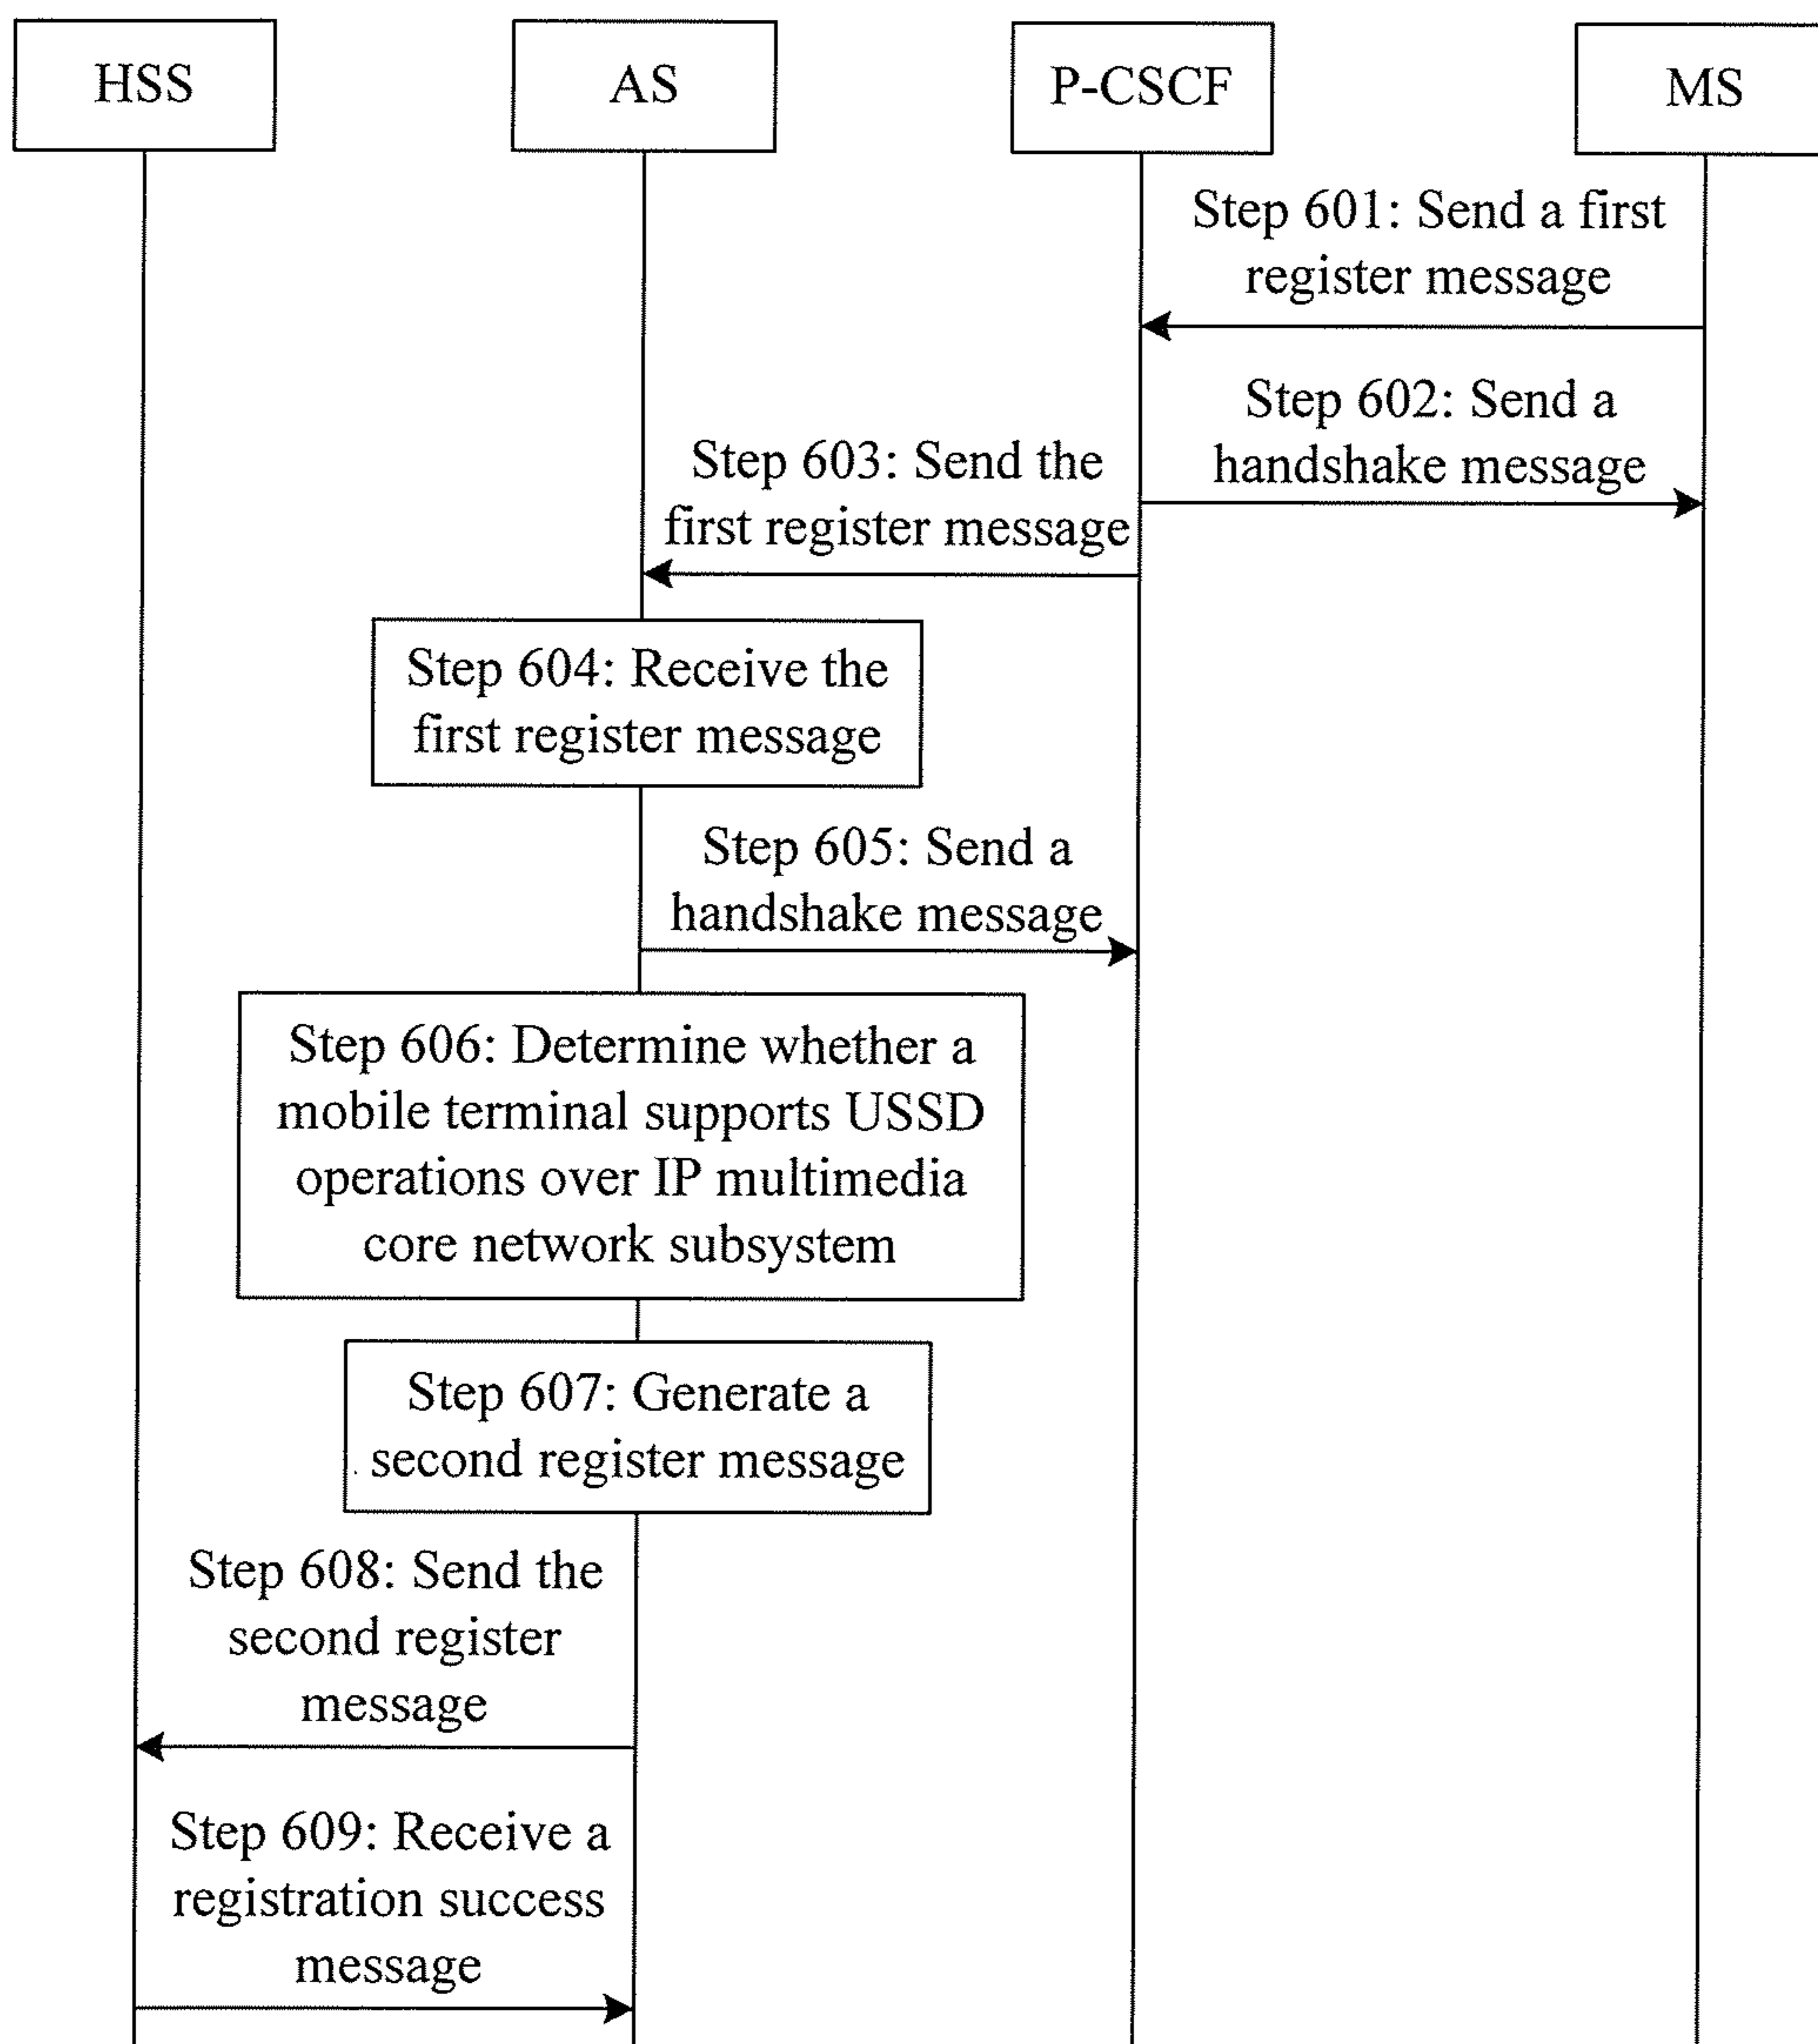 HSS
AS
P-CSCF
MS
Step 601: Send a first
register message
Step 602: Send a
handshake message
Step 603: Send the
first register message
Step 604: Receive the
first register message
Step 605: Send a
handshake message
Step 606: Determine whether a
mobile terminal supports USSD
operations over IP multimedia
core network subsystem
Step 607: Generate a
second register message
Step 608: Send the
second register
message
Step 609: Receive a
registration success
message